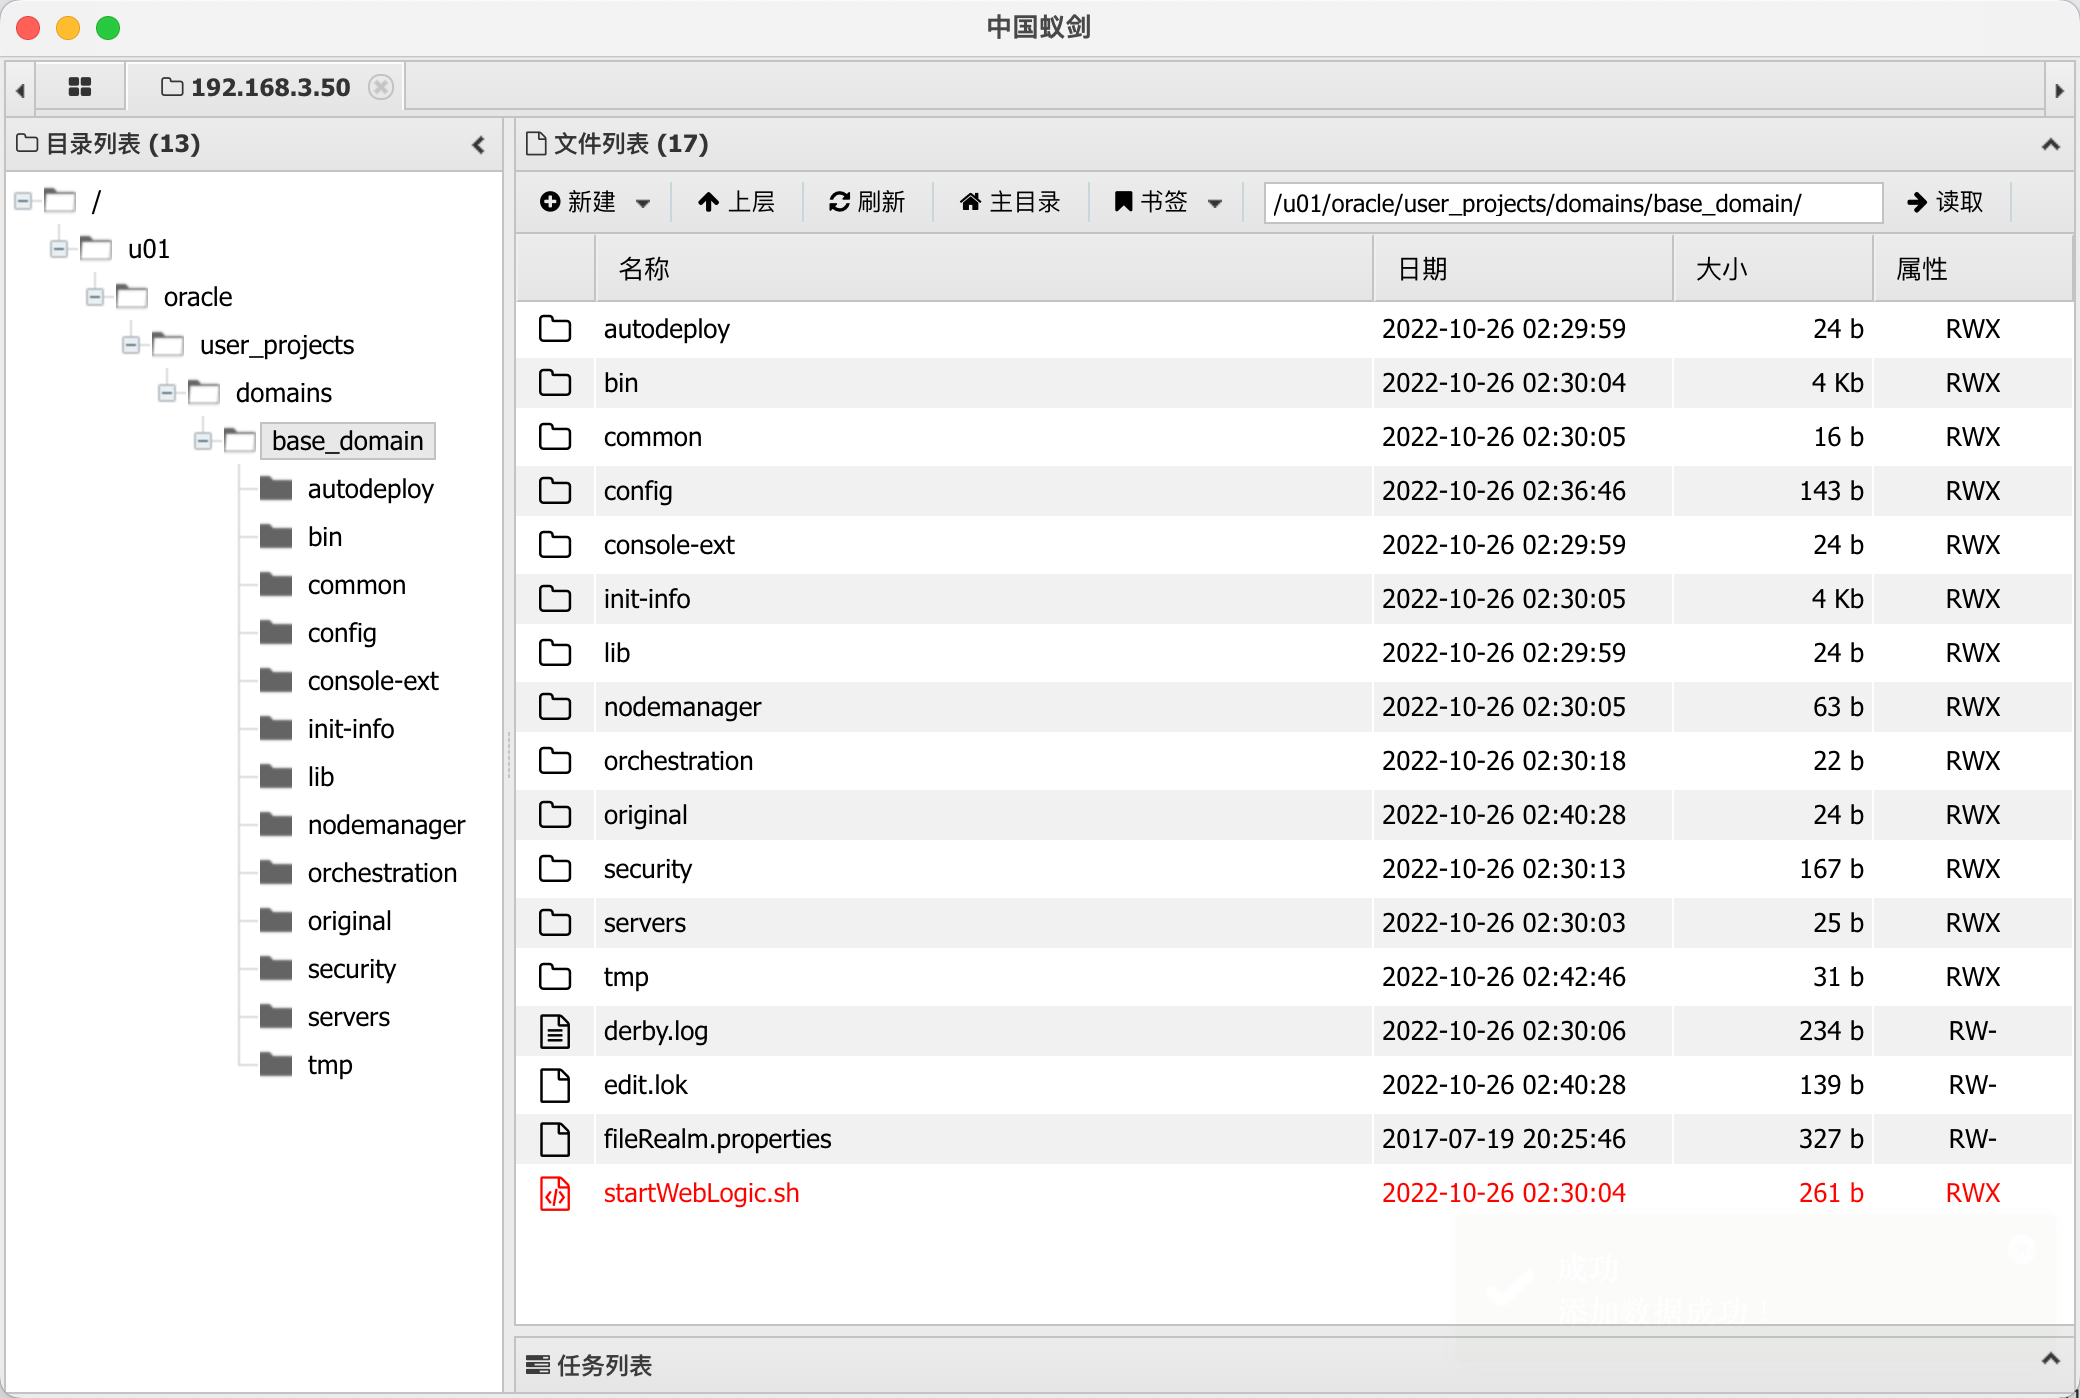 中国蚁剑
192.168.3.50
目录列表 (13)
/
u01
oracle
user_projects
domains
base_domain
autodeploy
bin
common
config
console-ext
init-info
lib
nodemanager
orchestration
original
security
servers
tmp
文件列表 (17)
新建 上层 刷新 主目录 书签 /u01/oracle/user_projects/domains/base_domain/ 读取
名称 日期 大小 属性
autodeploy 2022-10-26 02:29:59 24 b RWX
bin 2022-10-26 02:30:04 4 Kb RWX
common 2022-10-26 02:30:05 16 b RWX
config 2022-10-26 02:36:46 143 b RWX
console-ext 2022-10-26 02:29:59 24 b RWX
init-info 2022-10-26 02:30:05 4 Kb RWX
lib 2022-10-26 02:29:59 24 b RWX
nodemanager 2022-10-26 02:30:05 63 b RWX
orchestration 2022-10-26 02:30:18 22 b RWX
original 2022-10-26 02:40:28 24 b RWX
security 2022-10-26 02:30:13 167 b RWX
servers 2022-10-26 02:30:03 25 b RWX
tmp 2022-10-26 02:42:46 31 b RWX
derby.log 2022-10-26 02:30:06 234 b RW-
edit.lok 2022-10-26 02:40:28 139 b RW-
fileRealm.properties 2017-07-19 20:25:46 327 b RW-
startWebLogic.sh 2022-10-26 02:30:04 261 b RWX
成功
添加数据成功！
任务列表